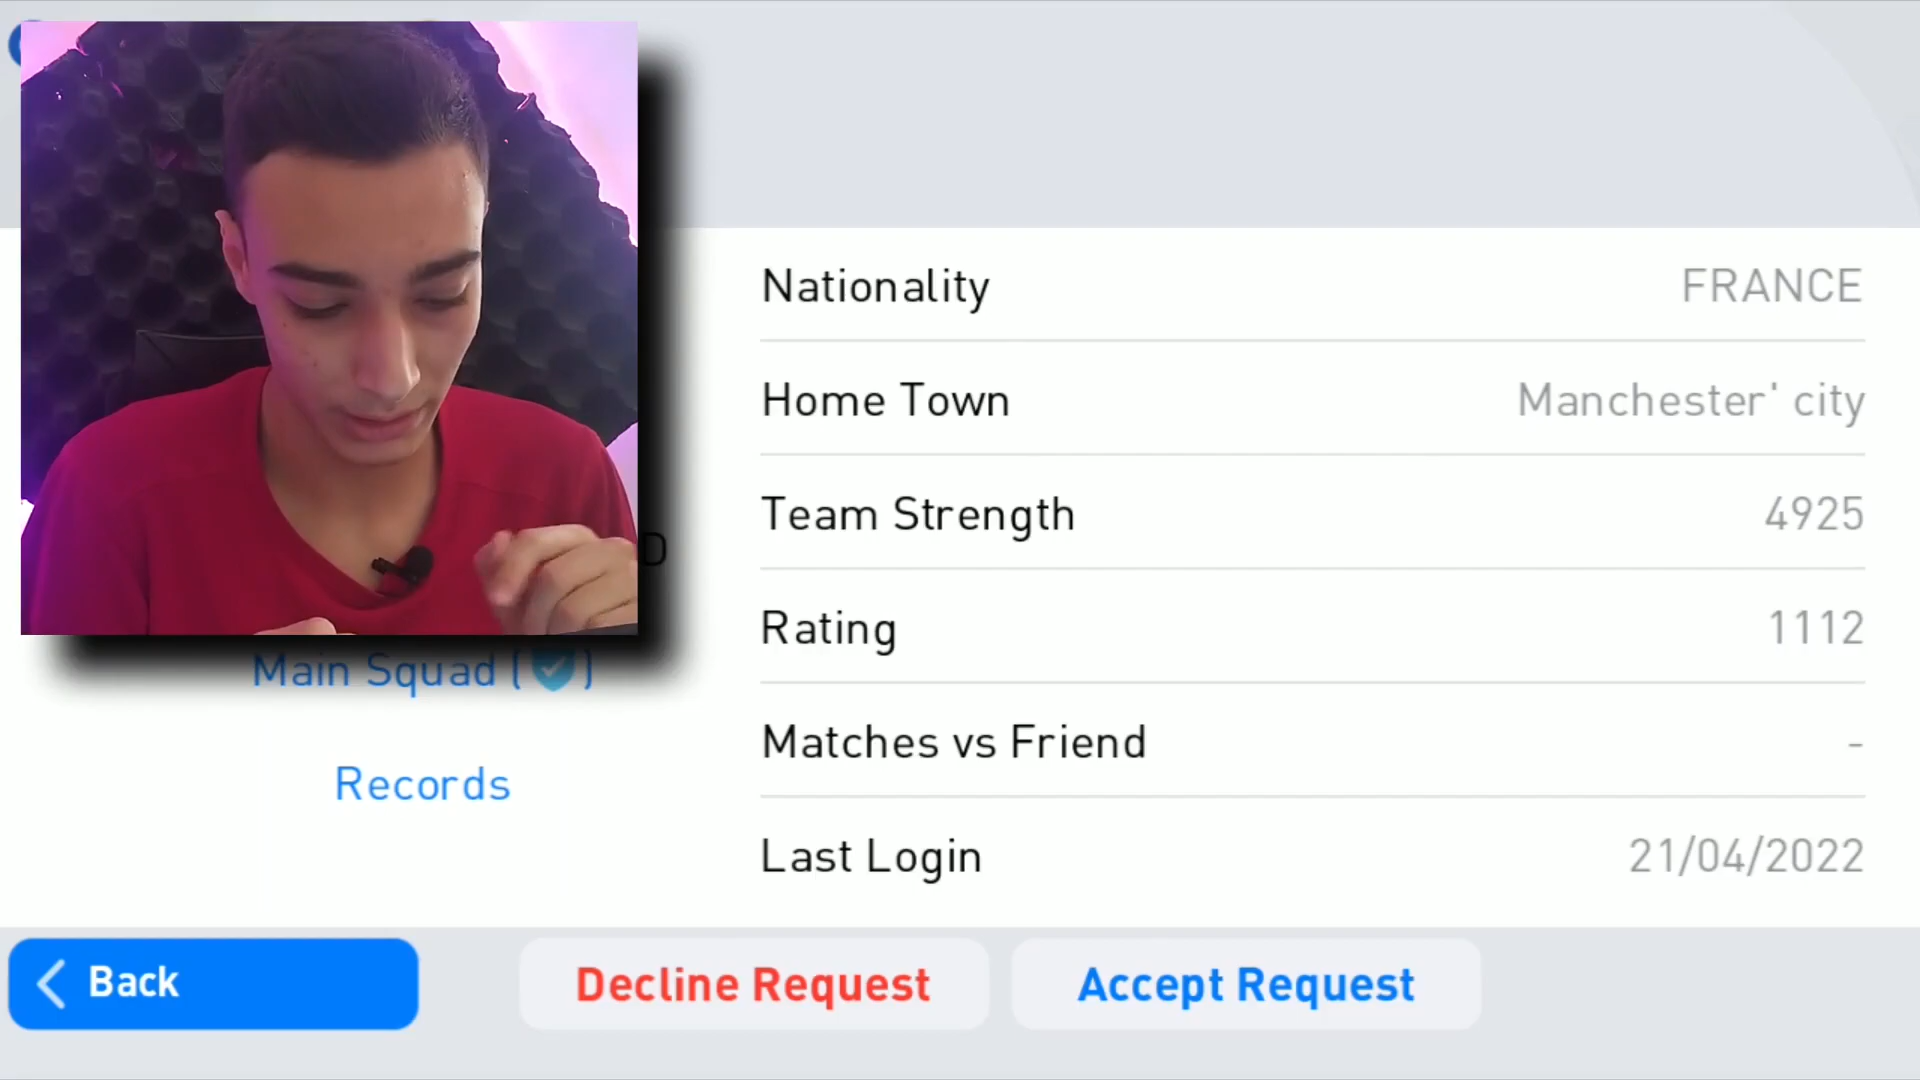 Nationality FRANCE
Home Town Manchester' city
Team Strength 4925
Rating 1112
Matches vs Friend -
Last Login 21/04/2022
D
Main Squad ( )
Records
Back
Decline Request
Accept Request